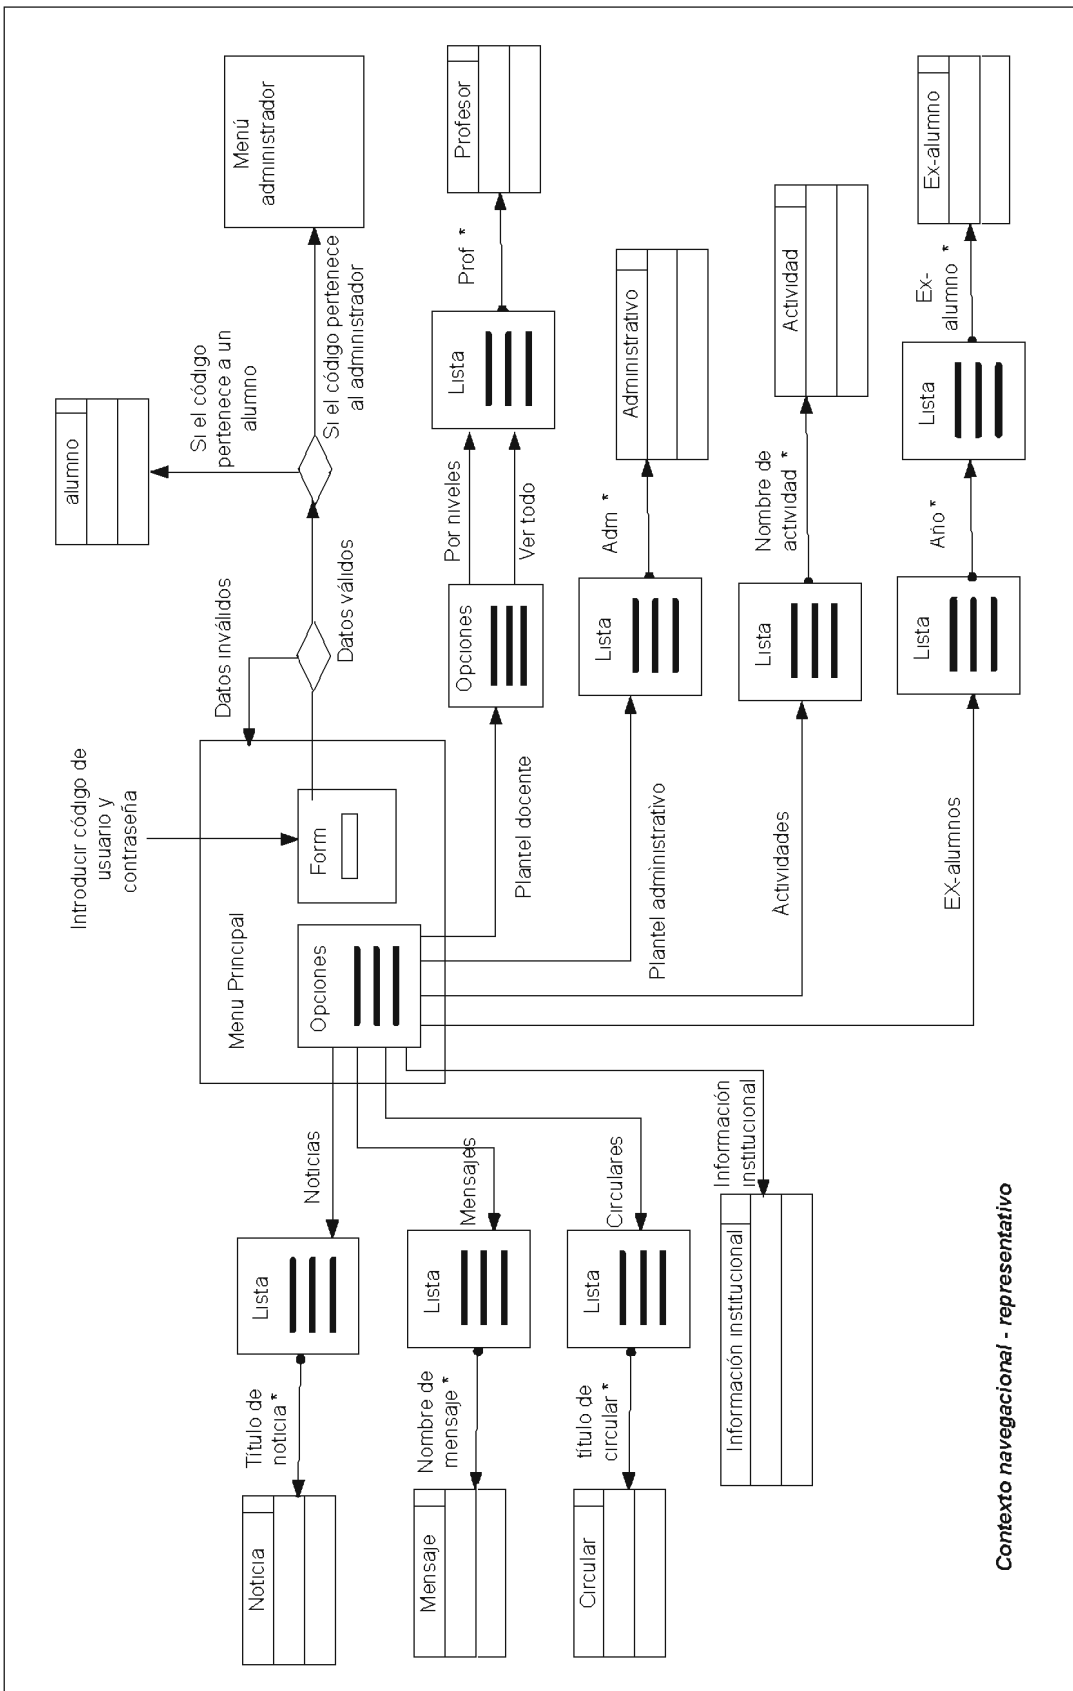 Introducir código de
usuario y
contraseña
Datos inválidos
alumno
Si el código
pertenece a un
alumno
Menú
administrador
Menu Principal
Opciones
Form
Datos válidos
Si el código pertenece
al administrador
Noticia
Título de
noticia *
Lista
Noticias
Plantel docente
Opciones
Por niveles
Ver todo
Lista
Prof *
Profesor
Mensaje
Nombre de
mensaje *
Lista
Mensajes
Plantel administrativo
Lista
Adm *
Administrativo
Circular
título de
circular *
Lista
Circulares
Actividades
Lista
Nombre de
actividad *
Actividad
Información institucional
Información
institucional
EX-alumnos
Lista
Año *
Lista
Ex-
alumno *
Ex-alumno
Contexto navegacional - representativo